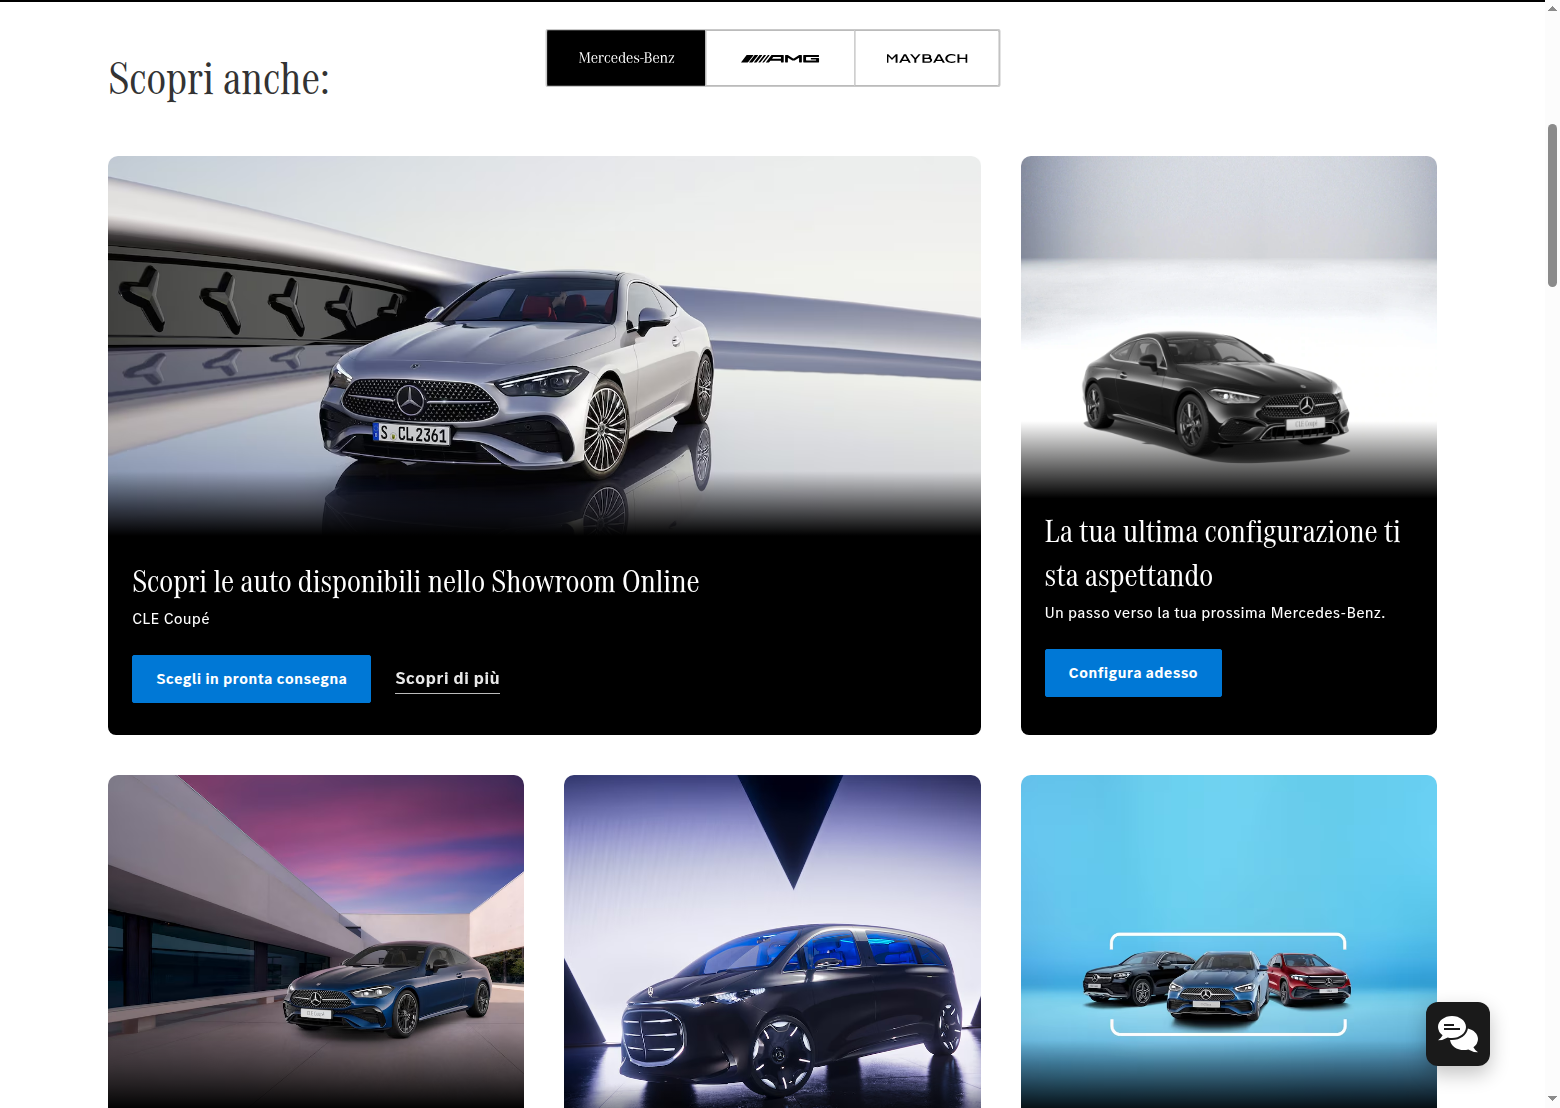 Mercedes-Benz
AMG
MAYBACH
Scopri anche:
S CL 2361
Scopri le auto disponibili nello Showroom Online
CLE Coupé
Scegli in pronta consegna
Scopri di più
La tua ultima configurazione ti
sta aspettando
Un passo verso la tua prossima Mercedes-Benz.
Configura adesso